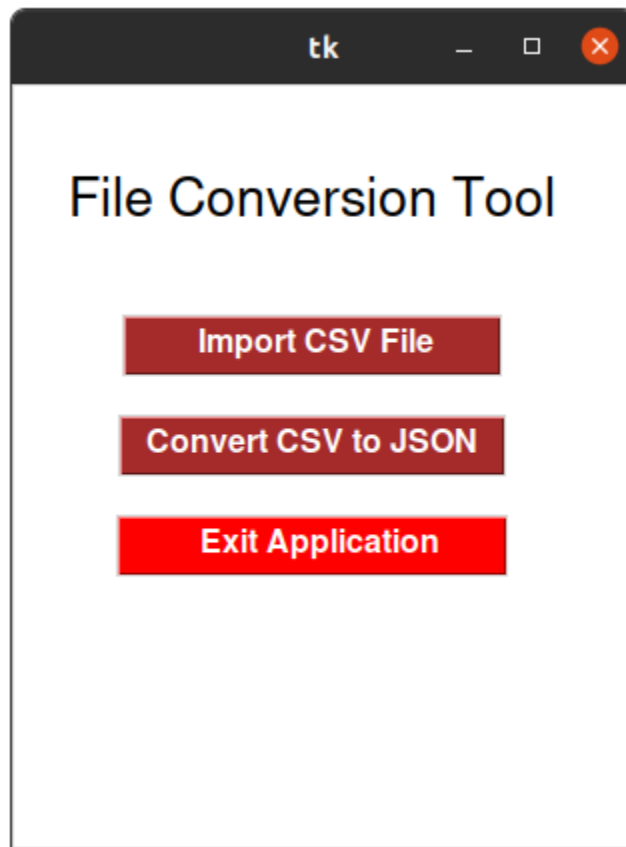 tk
File Conversion Tool
Import CSV File
Convert CSV to JSON
Exit Application